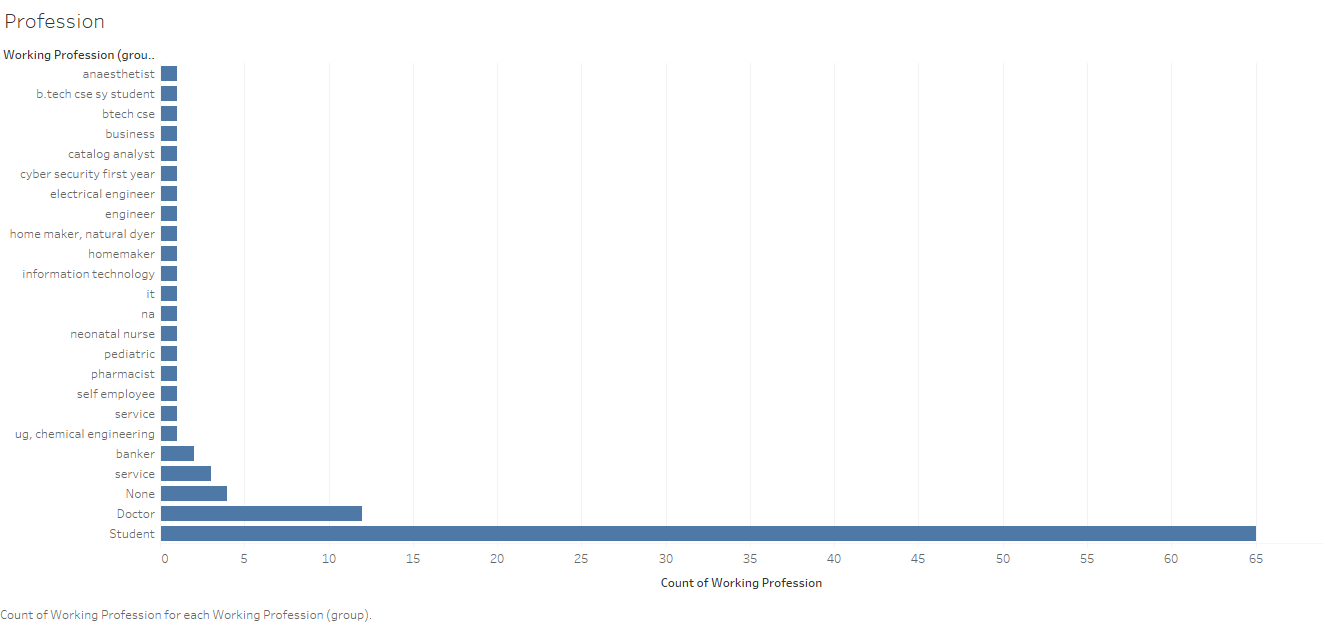 Profession
Working Profession (grou..
anaesthetist
b.tech cse sy student
btech cse
business
catalog analyst
cyber security first year
electrical engineer
engineer
home maker, natural dyer
homemaker
information technology
it
na
neonatal nurse
pediatric
pharmacist
self employee
service
ug, chemical engineering
banker
service
None
Doctor
Student
0 5 10 15 20 25 30 35 40 45 50 55 60 65
Count of Working Profession
Count of Working Profession for each Working Profession (group).